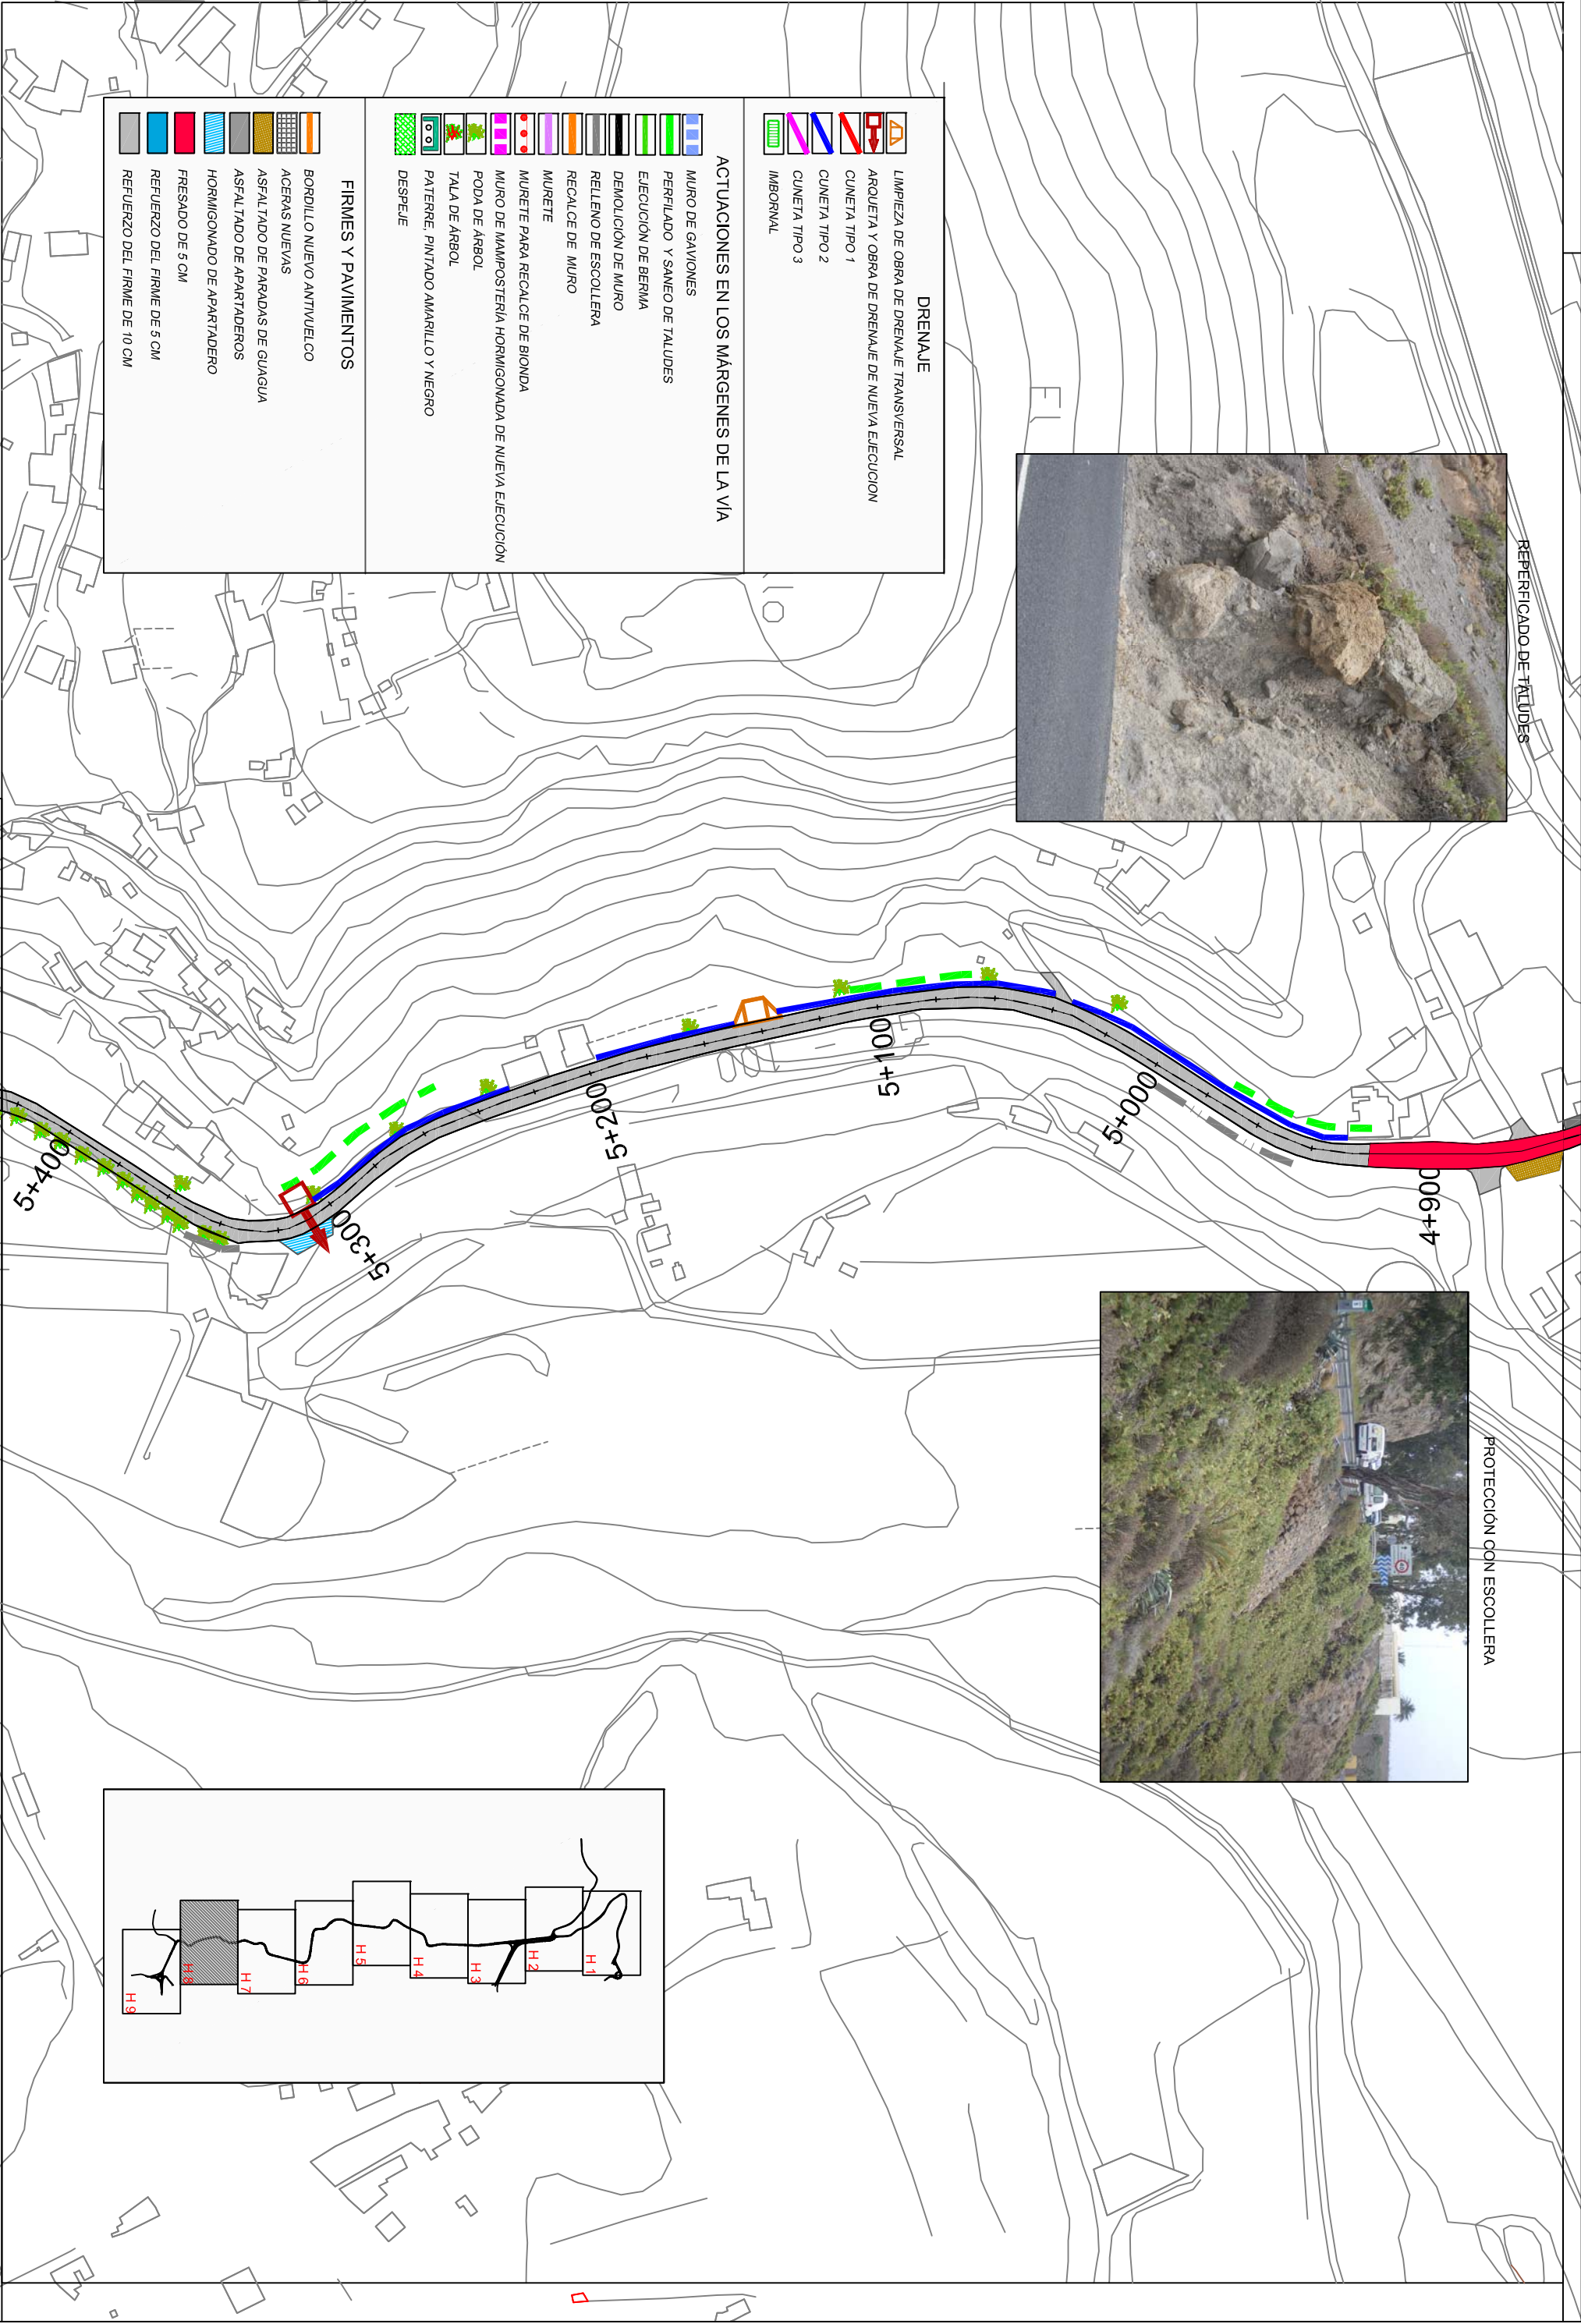 REPERFICADO DE TALUDES
PROTECCIÓN CON ESCOLLERA
DRENAJE
LIMPIEZA DE OBRA DE DRENAJE TRANSVERSAL
ARQUETA Y OBRA DE DRENAJE DE NUEVA EJECUCION
CUNETA TIPO 1
CUNETA TIPO 2
CUNETA TIPO 3
IMBORNAL
ACTUACIONES EN LOS MÁRGENES DE LA VÍA
MURO DE GAVIONES
PERFILADO Y SANEO DE TALUDES
EJECUCIÓN DE BERMA
DEMOLICIÓN DE MURO
RELLENO DE ESCOLLERA
RECALCE DE MURO
MURETE
MURETE PARA RECALCE DE BIONDA
MURO DE MAMPOSTERÍA HORMIGONADA DE NUEVA EJECUCIÓN
PODA DE ÁRBOL
TALA DE ÁRBOL
PATERRE, PINTADO AMARILLO Y NEGRO
DESPEJE
FIRMES Y PAVIMENTOS
BORDILLO NUEVO ANTIVUELCO
ACERAS NUEVAS
ASFALTADO DE PARADAS DE GUAGUA
ASFALTADO DE APARTADEROS
HORMIGONADO DE APARTADERO
FRESADO DE 5 CM
REFUERZO DEL FIRME DE 5 CM
REFUERZO DEL FIRME DE 10 CM
4+900
5+000
5+100
5+200
5+300
5+400
H 1
H 2
H 3
H 4
H 5
H 6
H 7
H 8
H 9